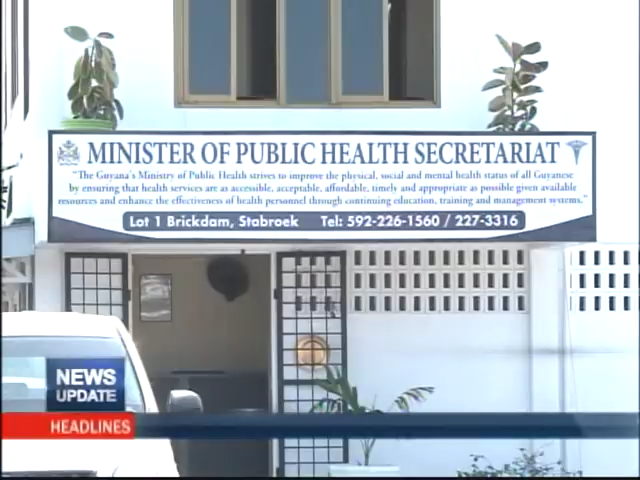 MINISTER OF PUBLIC HEALTH SECRETARIAT
"The Guyana's Ministry of Public Health strives to improve the physical, social and mental health status of all Guyanese
by ensuring that health services are as accessible, acceptable, affordable, timely and appropriate as possible given available
resources and enhance the effectiveness of health personnel through continuing education, training and management systems."
Lot 1 Brickdam, Stabroek Tel: 592-226-1560 / 227-3316
NEWS
UPDATE
HEADLINES